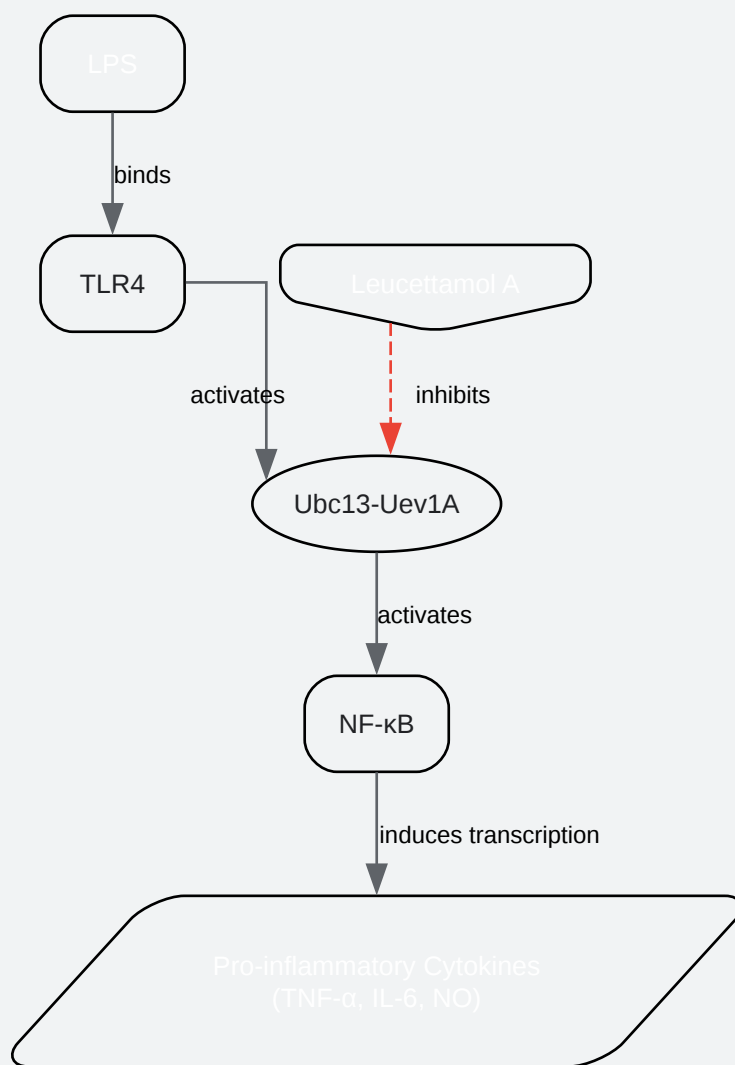 LPS
binds
TLR4
Leucettamol A
activates
inhibits
Ubc13-Uev1A
activates
NF-κB
induces transcription
Pro-inflammatory Cytokines
(TNF-α, IL-6, NO)